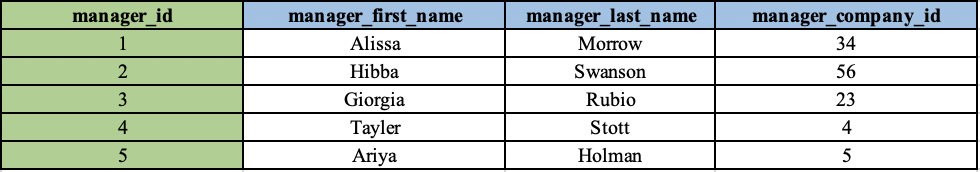 manager_id manager_first_name manager_last_name manager_company_id
1 Alissa Morrow 34
2 Hibba Swanson 56
3 Giorgia Rubio 23
4 Tayler Stott 4
5 Ariya Holman 5